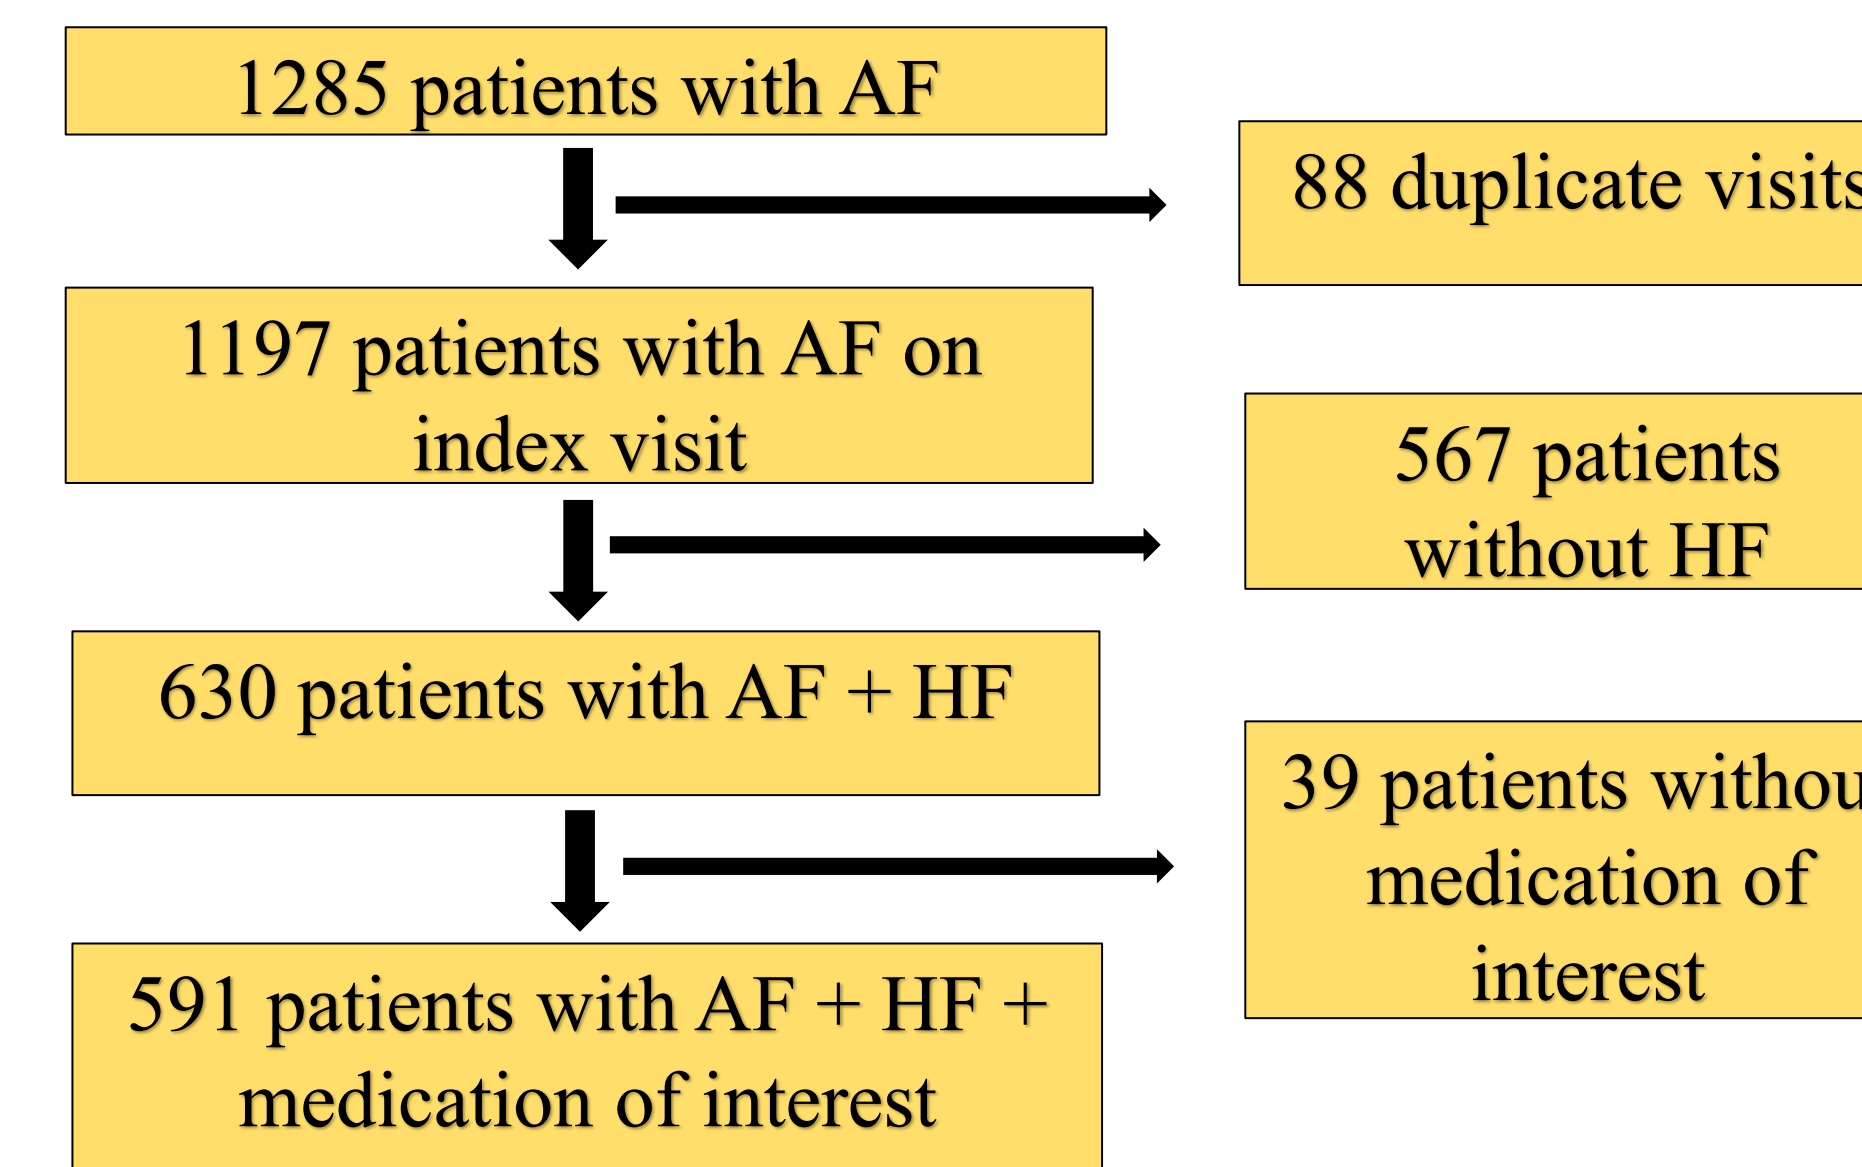 1285 patients with AF
88 duplicate visits
1197 patients with AF on
index visit
567 patients
without HF
630 patients with AF + HF
39 patients withou
medication of
interest
591 patients with AF + HF +
medication of interest